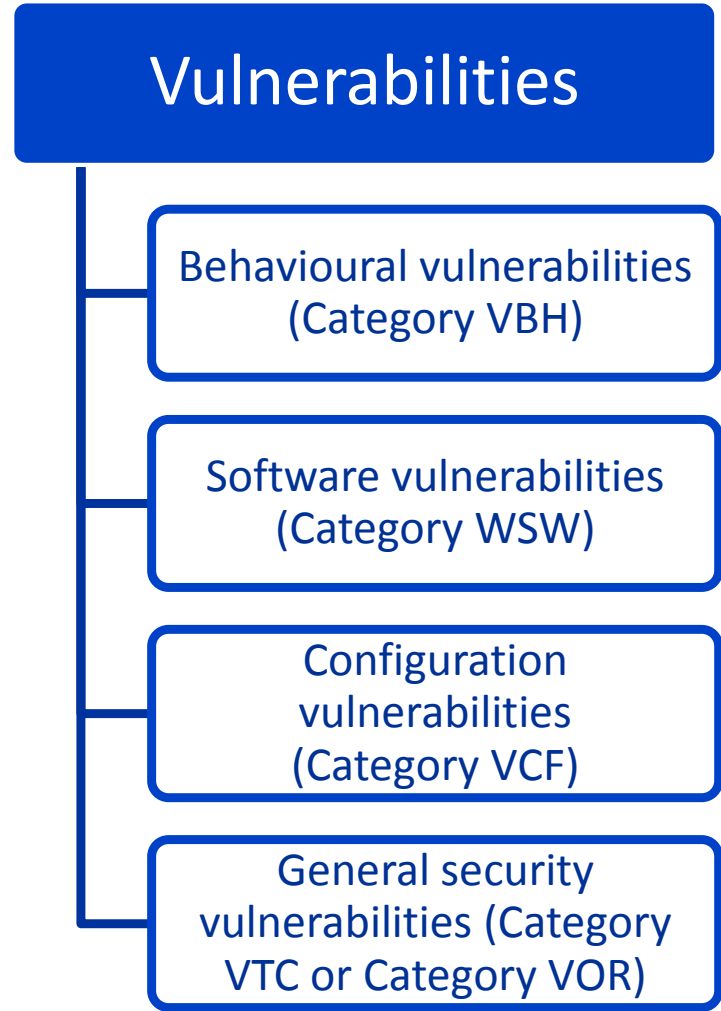 Vulnerabilities
Behavioural vulnerabilities
(Category VBH)
Software vulnerabilities
(Category WSW)
Configuration
vulnerabilities
(Category VCF)
General security
vulnerabilities (Category
VTC or Category VOR)